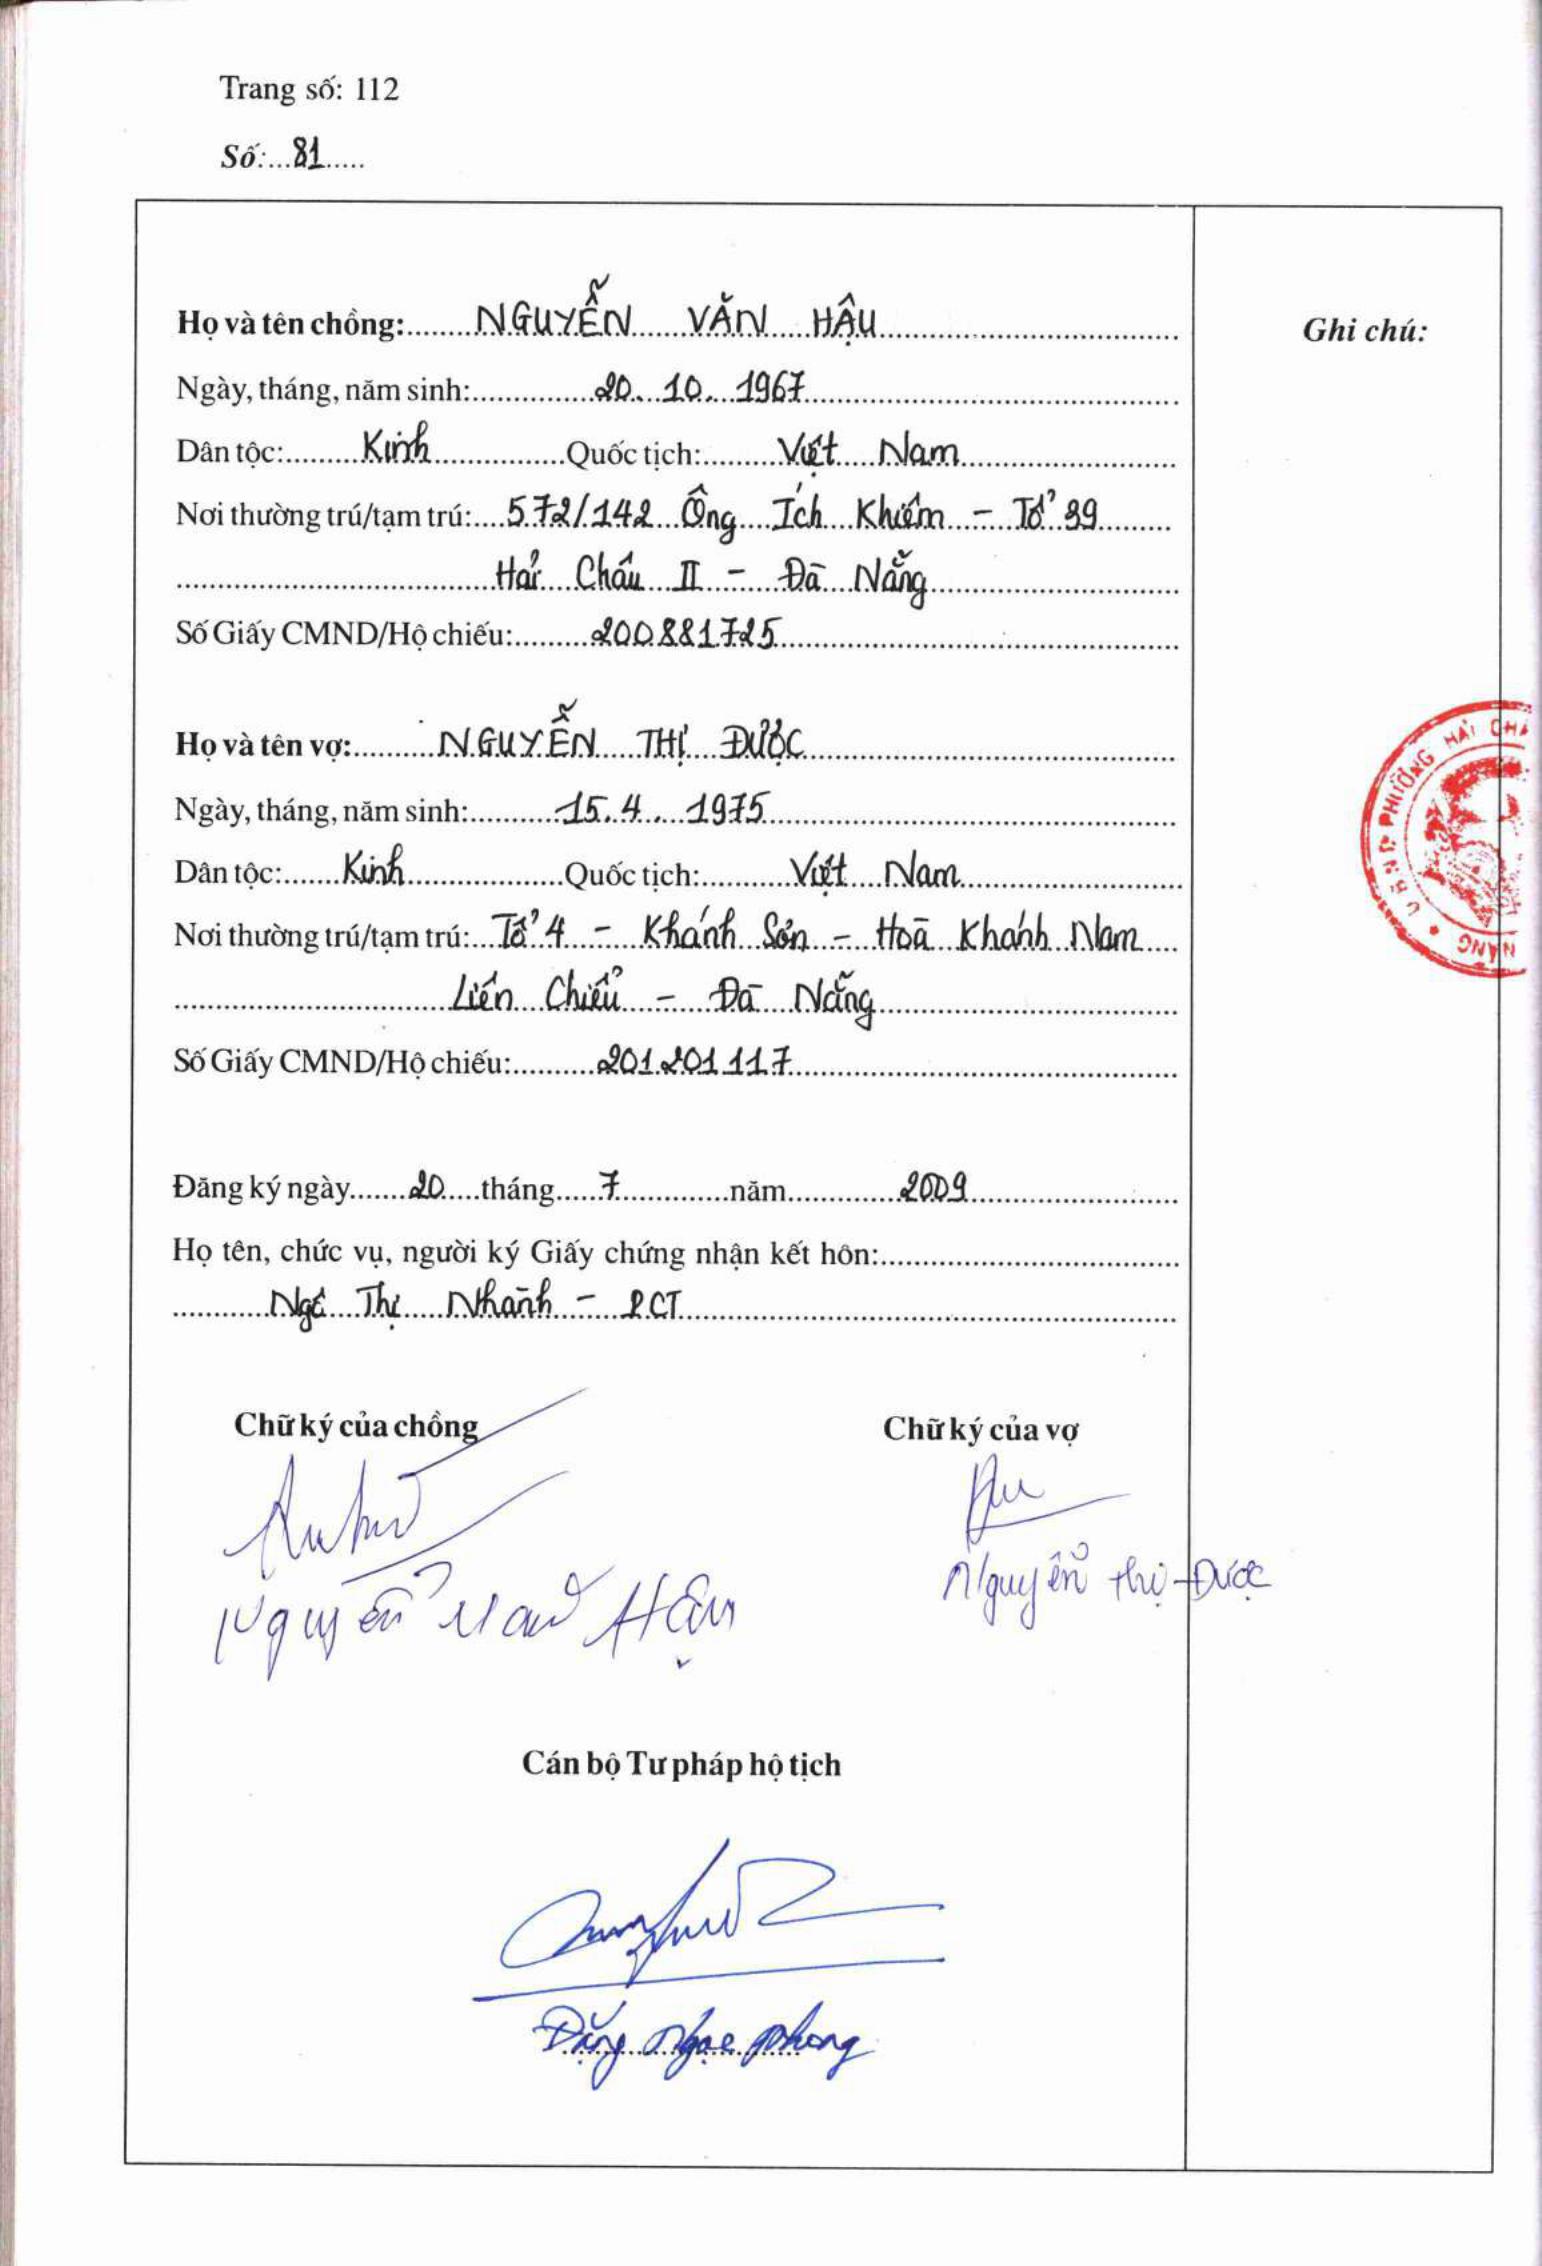 Trang số: 112
Số: 81
Họ và tên chồng: NGUYỄN VĂN HẬU
Ghi chú:
Ngày, tháng, năm sinh: 20. 10. 1967
Dân tộc: Kinh Quốc tịch: Việt Nam
Nơi thường trú/tạm trú: 572/142 Ông Ích Khiêm - Tổ 39
Hải Châu II - Đà Nẵng
Số Giấy CMND/Hộ chiếu: 200881725
Họ và tên vợ: NGUYỄN THỊ ĐƯỢC
Ngày, tháng, năm sinh: 15. 4. 1975
Dân tộc: Kinh Quốc tịch: Việt Nam
Nơi thường trú/tạm trú: Tổ 4 - Khánh Sơn - Hoà Khánh Nam
Liên Chiểu - Đà Nẵng
Số Giấy CMND/Hộ chiếu: 201201117
U.B.N.D PHƯỜNG HẢI CHÂ
NẴNG
Đăng ký ngày 20 tháng 7 năm 2009
Họ tên, chức vụ, người ký Giấy chứng nhận kết hôn:
Ngô Thị Nhành - PCT
Chữ ký của chồng Chữ ký của vợ
Nguyễn Văn Hậu
Nguyễn Thị Được
Cán bộ Tư pháp hộ tịch
Đặng Ngọc Phong